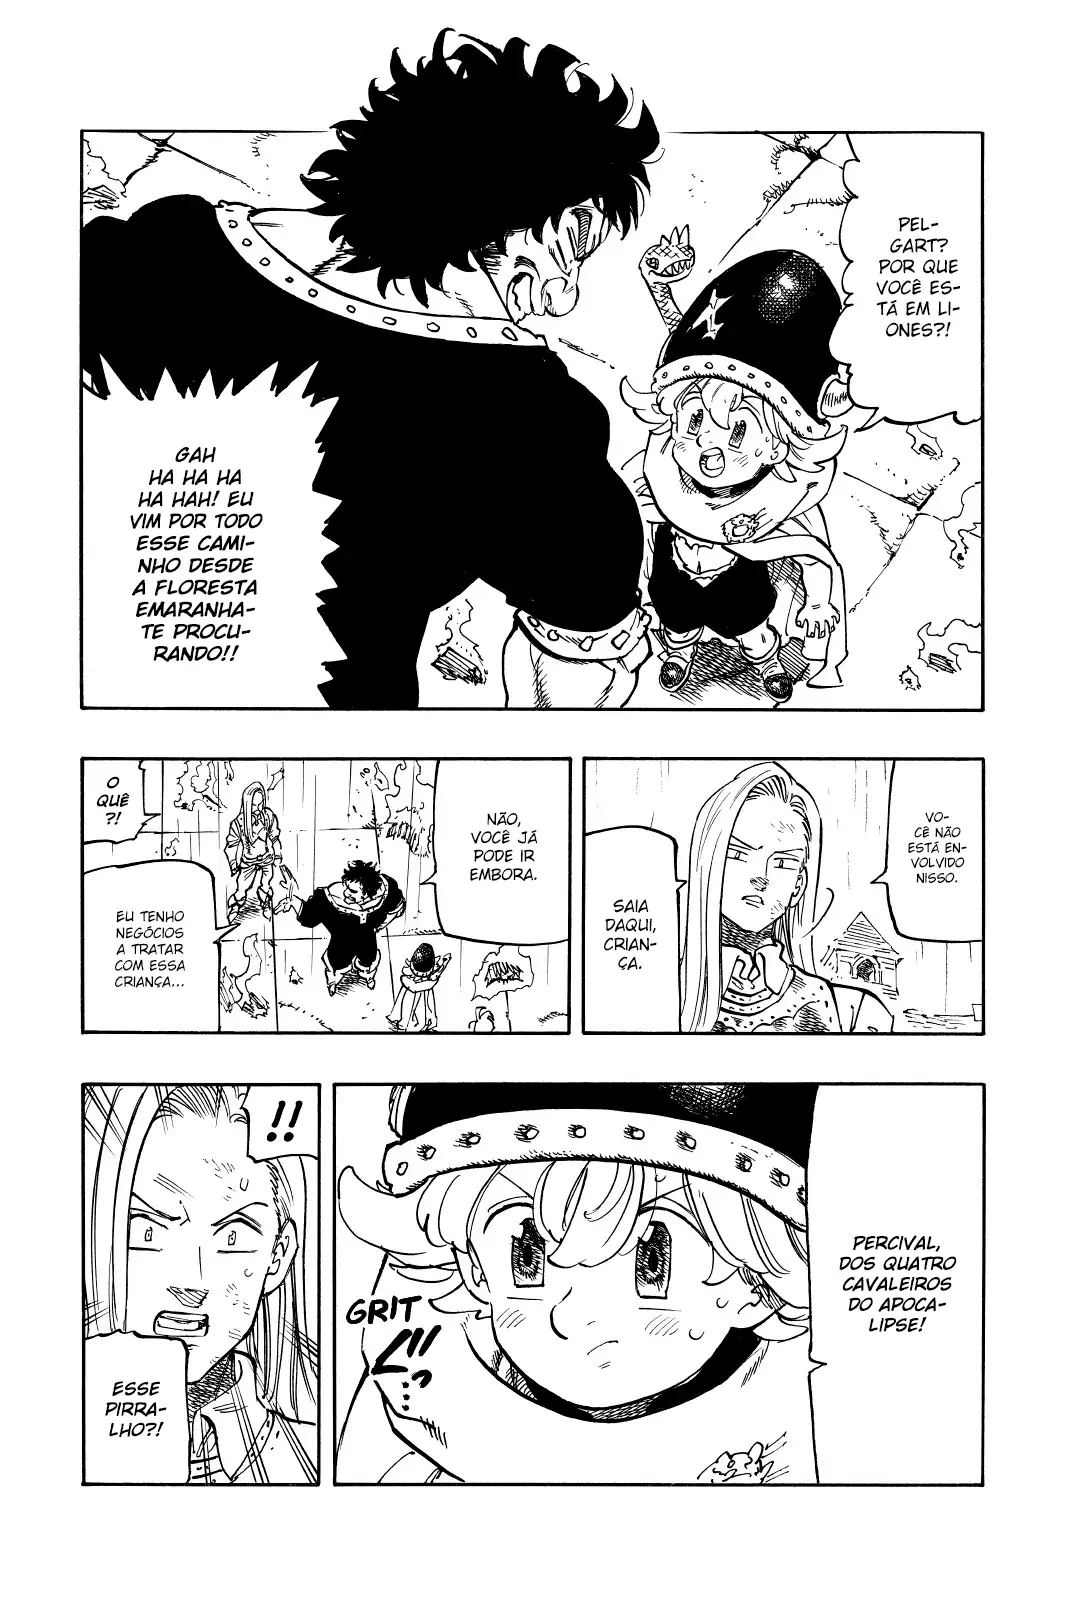 PEL-
GART?
POR QUE
VOCÊ ES-
TÁ EM LI-
ONES?!
GAH
HA HA HA
HA HAH! EU
VIM POR TODO
ESSE CAMI-
NHO DESDE
A FLORESTA
EMARANHA-
TE PROCU-
RANDO!!
VO-
CÊ NÃO
ESTÁ EN-
VOLVIDO
NISSO.
SAIA
DAQUI,
CRIAN-
ÇA.
NÃO,
VOCÊ JÁ
PODE IR
EMBORA.
O
QUÊ
?!
EU TENHO
NEGÓCIOS
A TRATAR
COM ESSA
CRIANÇA...
PERCIVAL,
DOS QUATRO
CAVALEIROS
DO APOCA-
LIPSE!
GRIT
!!
ESSE
PIRRA-
LHO?!